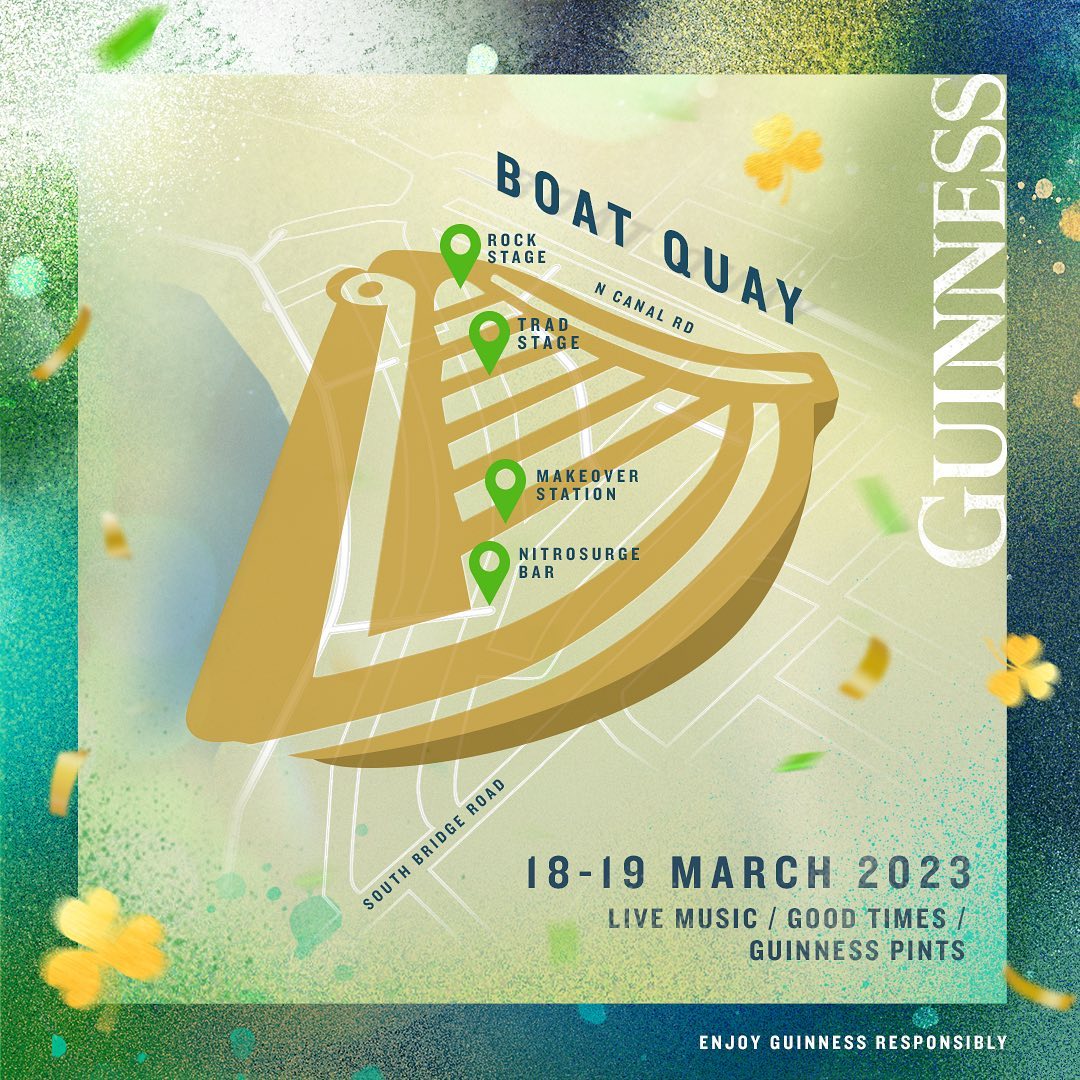 GUINNESS
BOAT QUAY
ROCK
STAGE
N CANAL RD
TRAD
STAGE
MAKEOVER
STATION
NITROSURGE
BAR
SOUTH BRIDGE ROAD
18-19 MARCH 2023
LIVE MUSIC / GOOD TIMES /
GUINNESS PINTS
ENJOY GUINNESS RESPONSIBLY